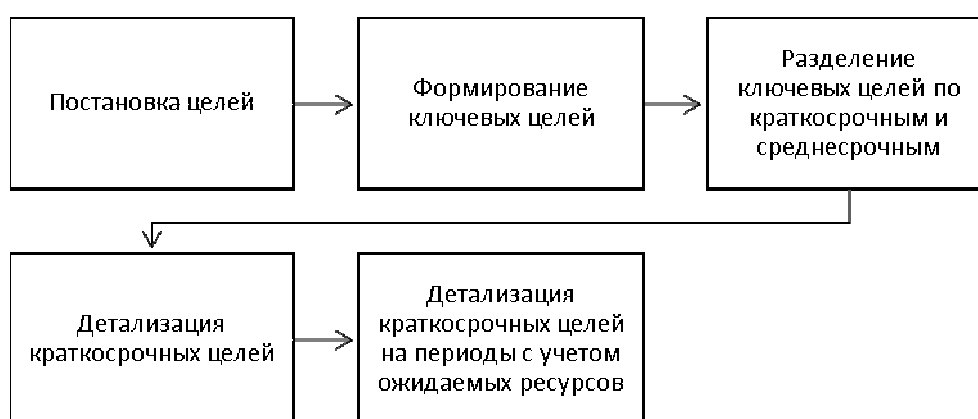 Постановка целей
Формирование
ключевых целей
Разделение
ключевых целей по
краткосрочным и
среднесрочным
Детализация
краткосрочных целей
Детализация
краткосрочных целей
на периоды с учетом
ожидаемых ресурсов